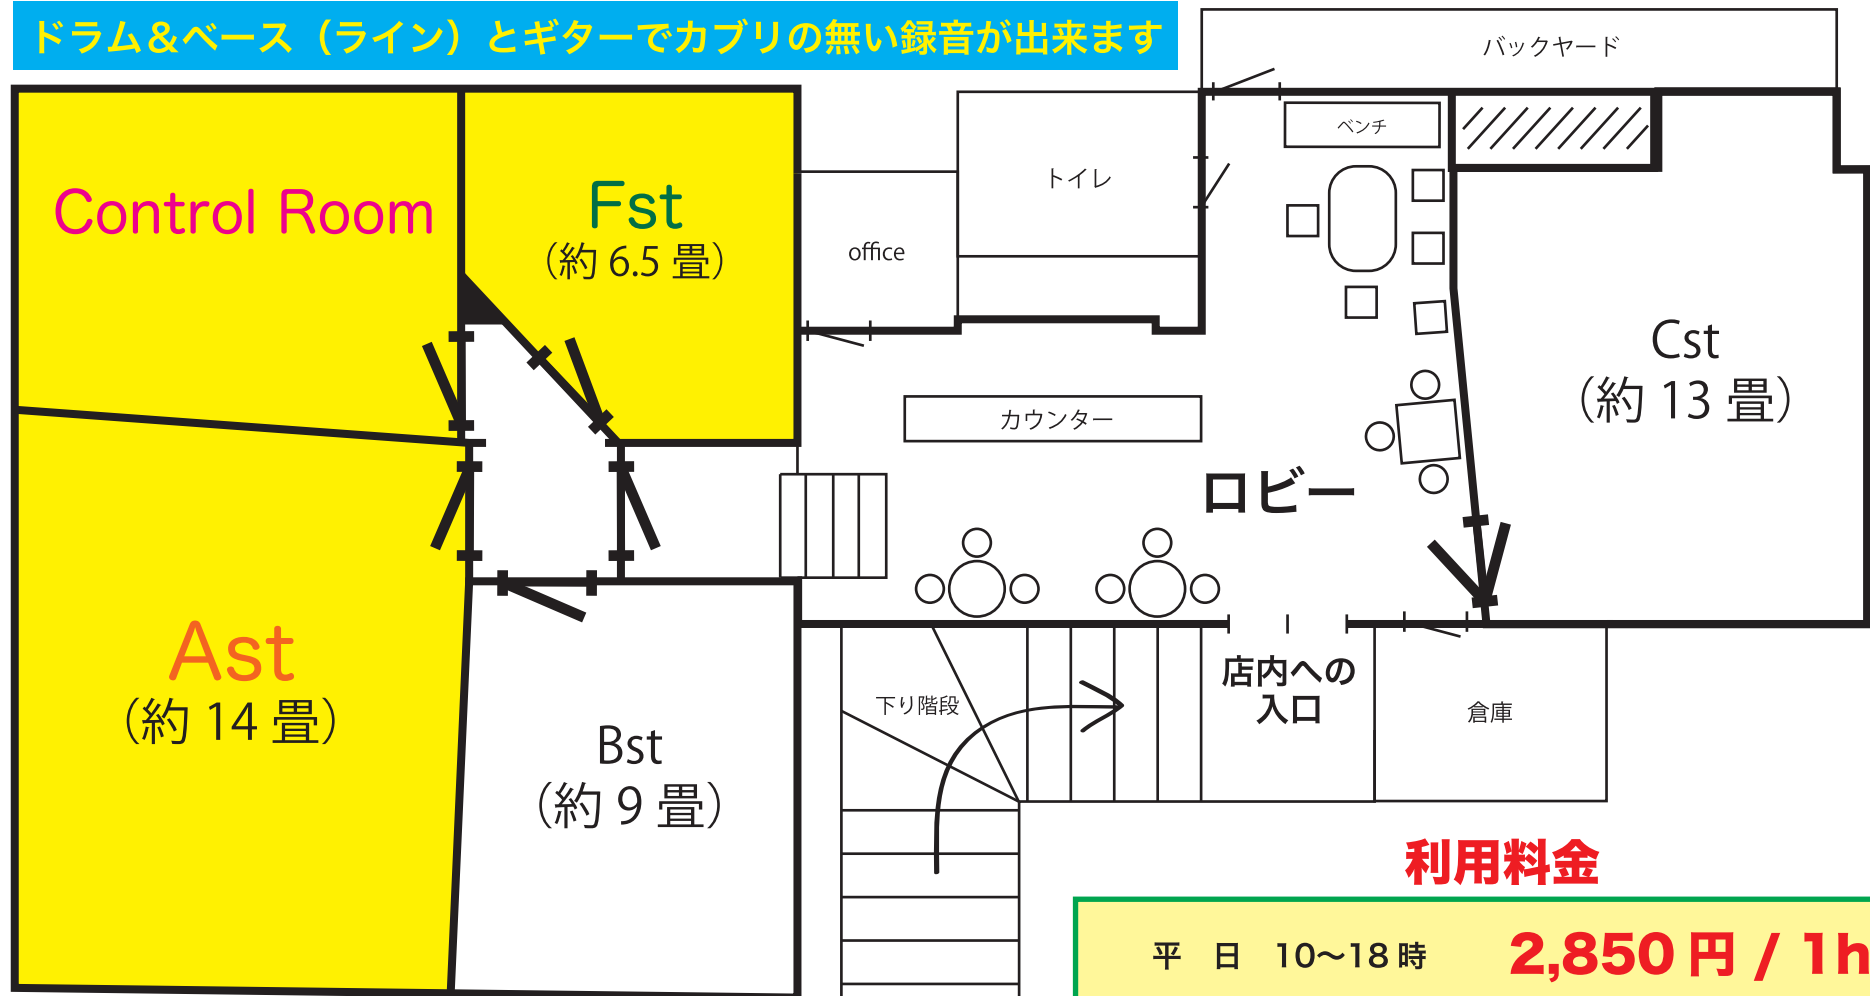 ドラム＆ベース（ライン）とギターでカブリの無い録音が出来ます
バックヤード
ベンチ
Control Room
Fst
（約 6.5 畳）
office
トイレ
Cst
（約 13 畳）
カウンター
ロビー
Ast
（約 14 畳）
Bst
（約 9 畳）
下り階段
店内への
入口
倉庫
利用料金
平　日　10〜18 時　2,850 円 / 1h